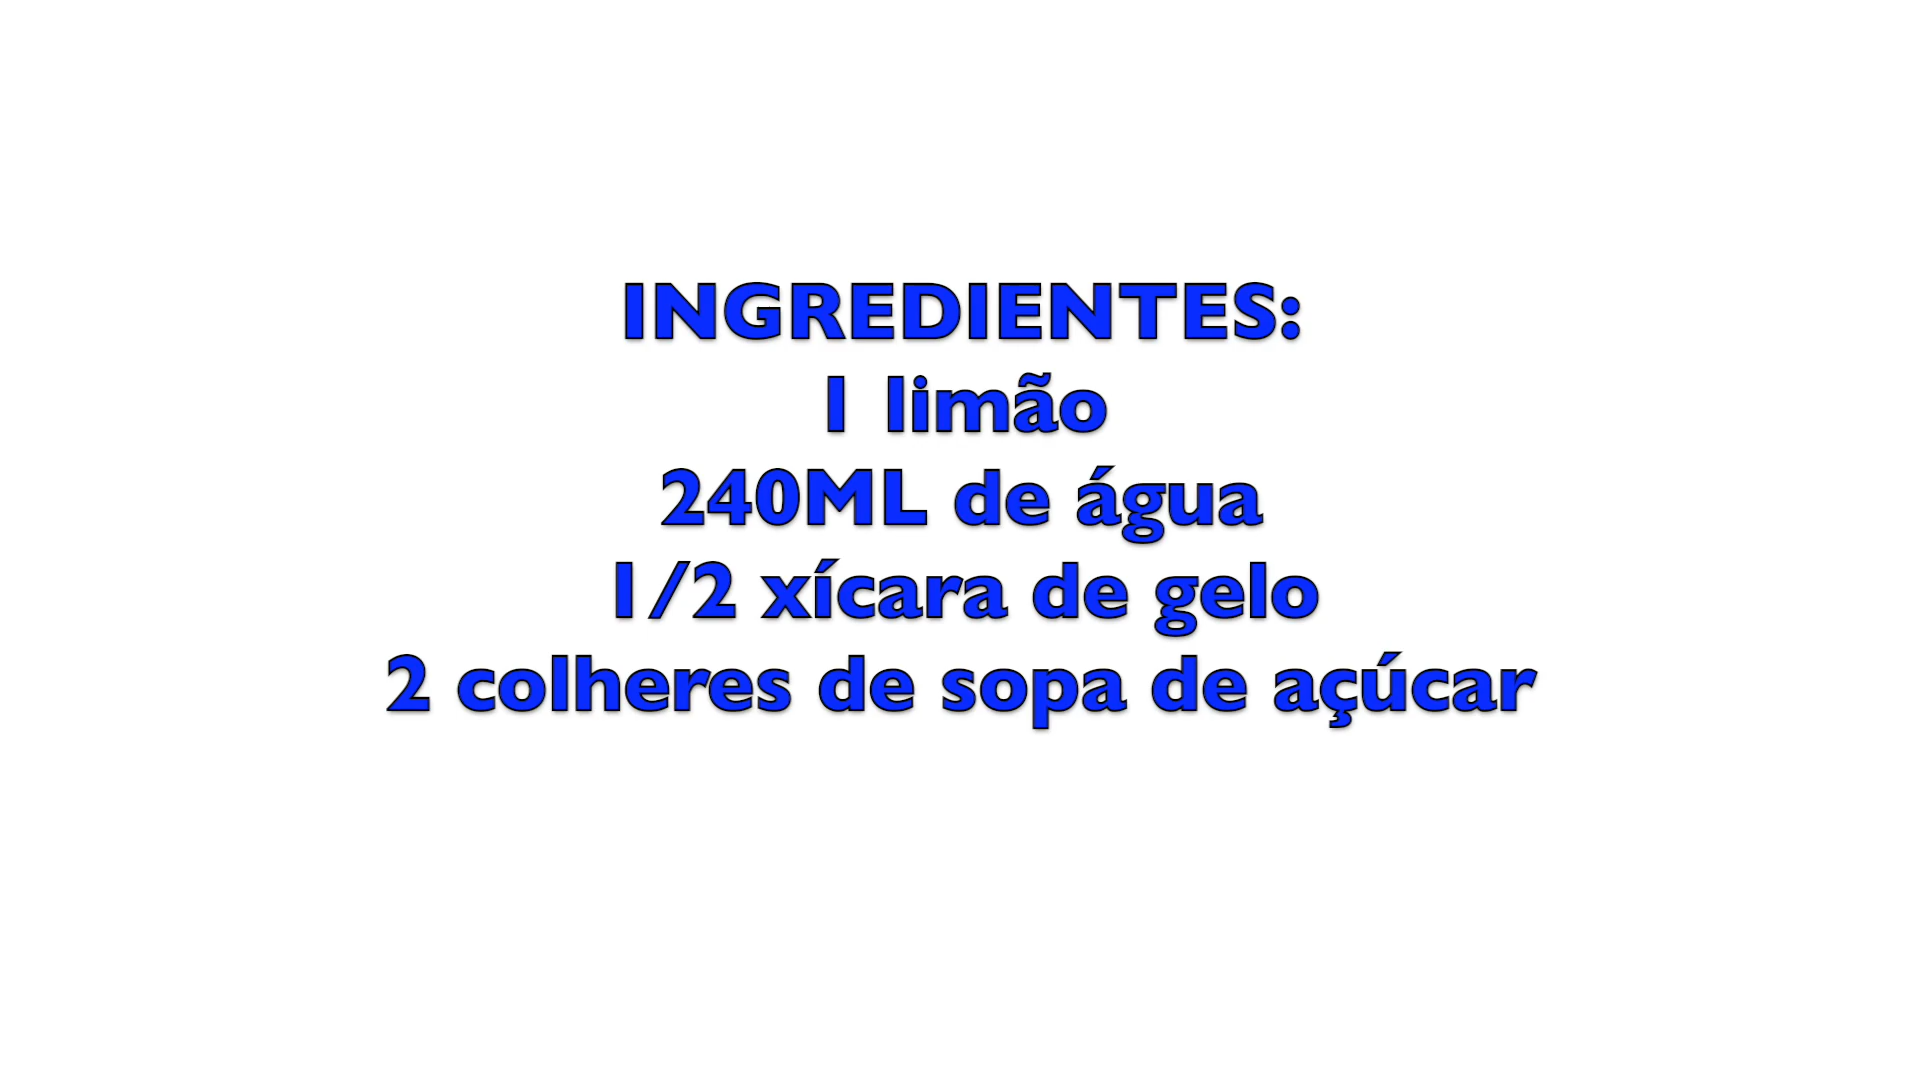 INGREDIENTES:
1 limão
240ML de água
1/2 xícara de gelo
2 colheres de sopa de açúcar